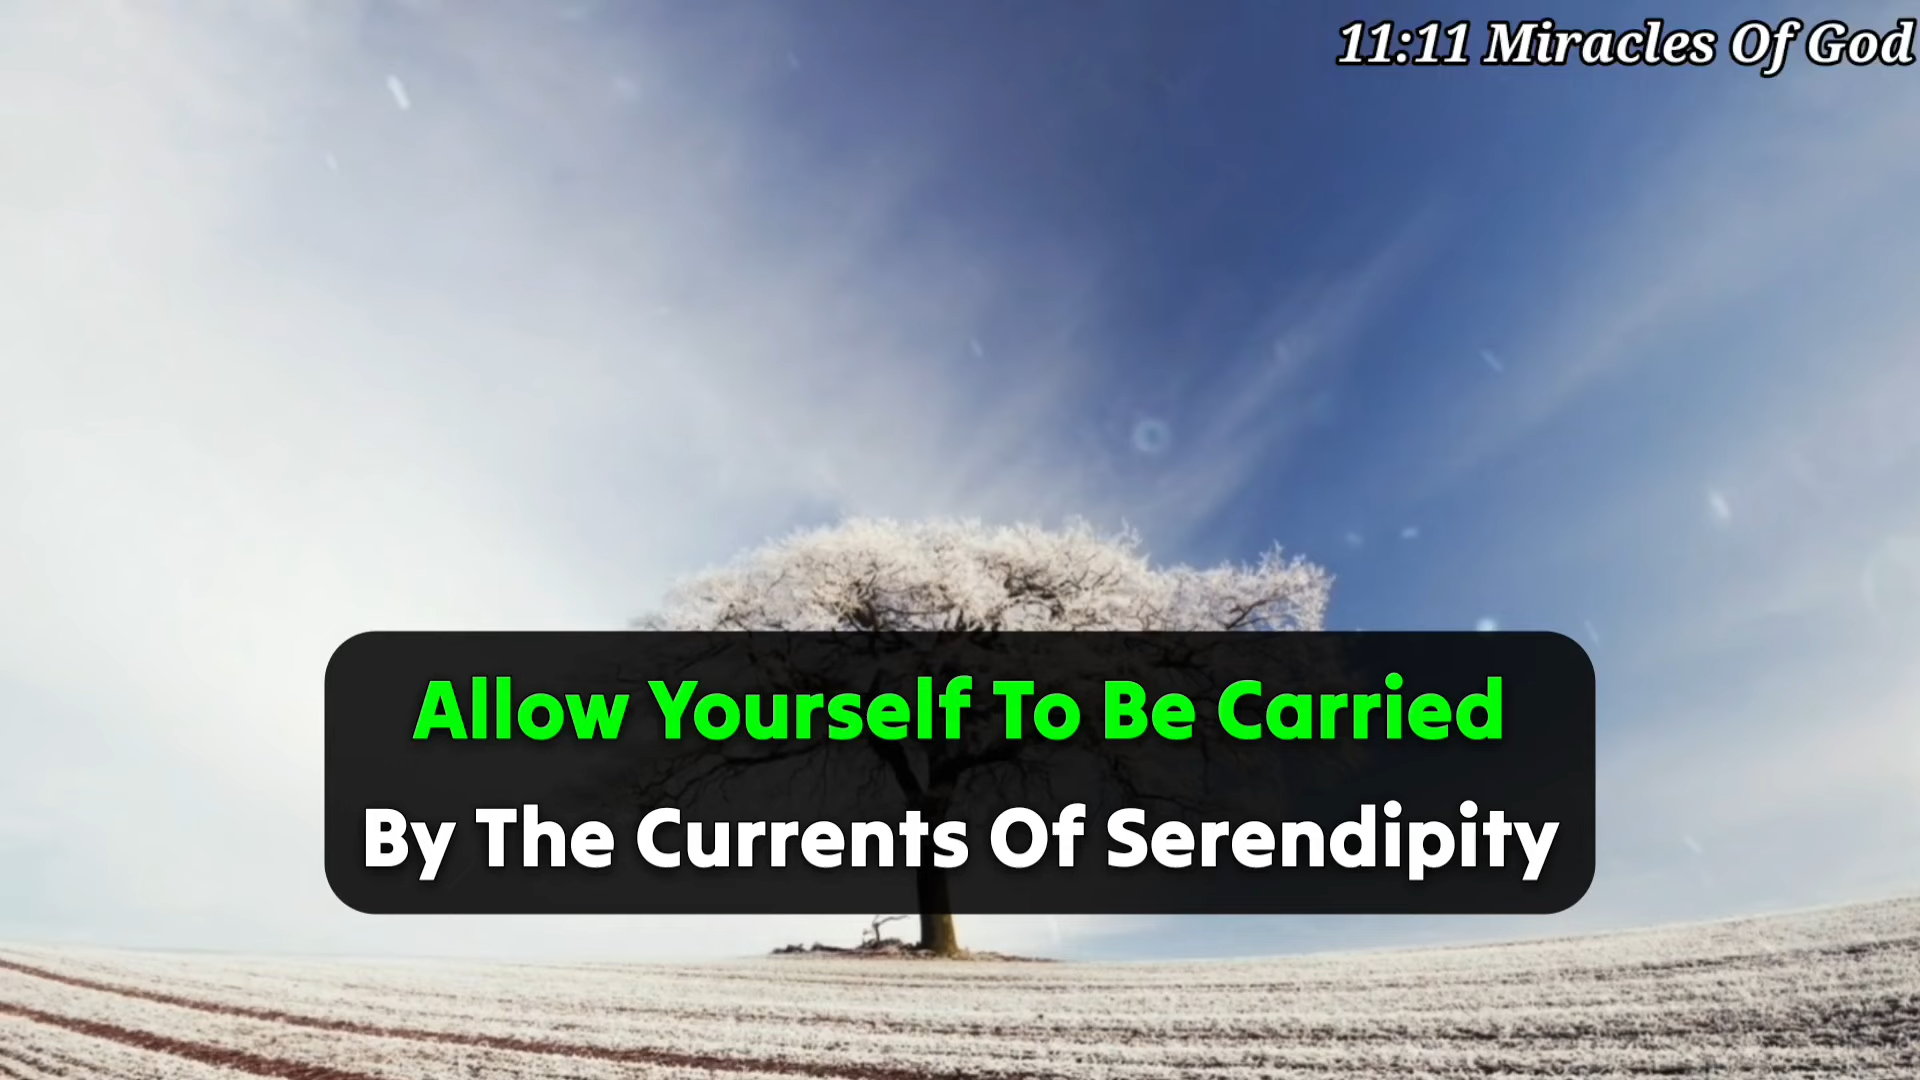 11:11 Miracles Of God
Allow Yourself To Be Carried
By The Currents Of Serendipity